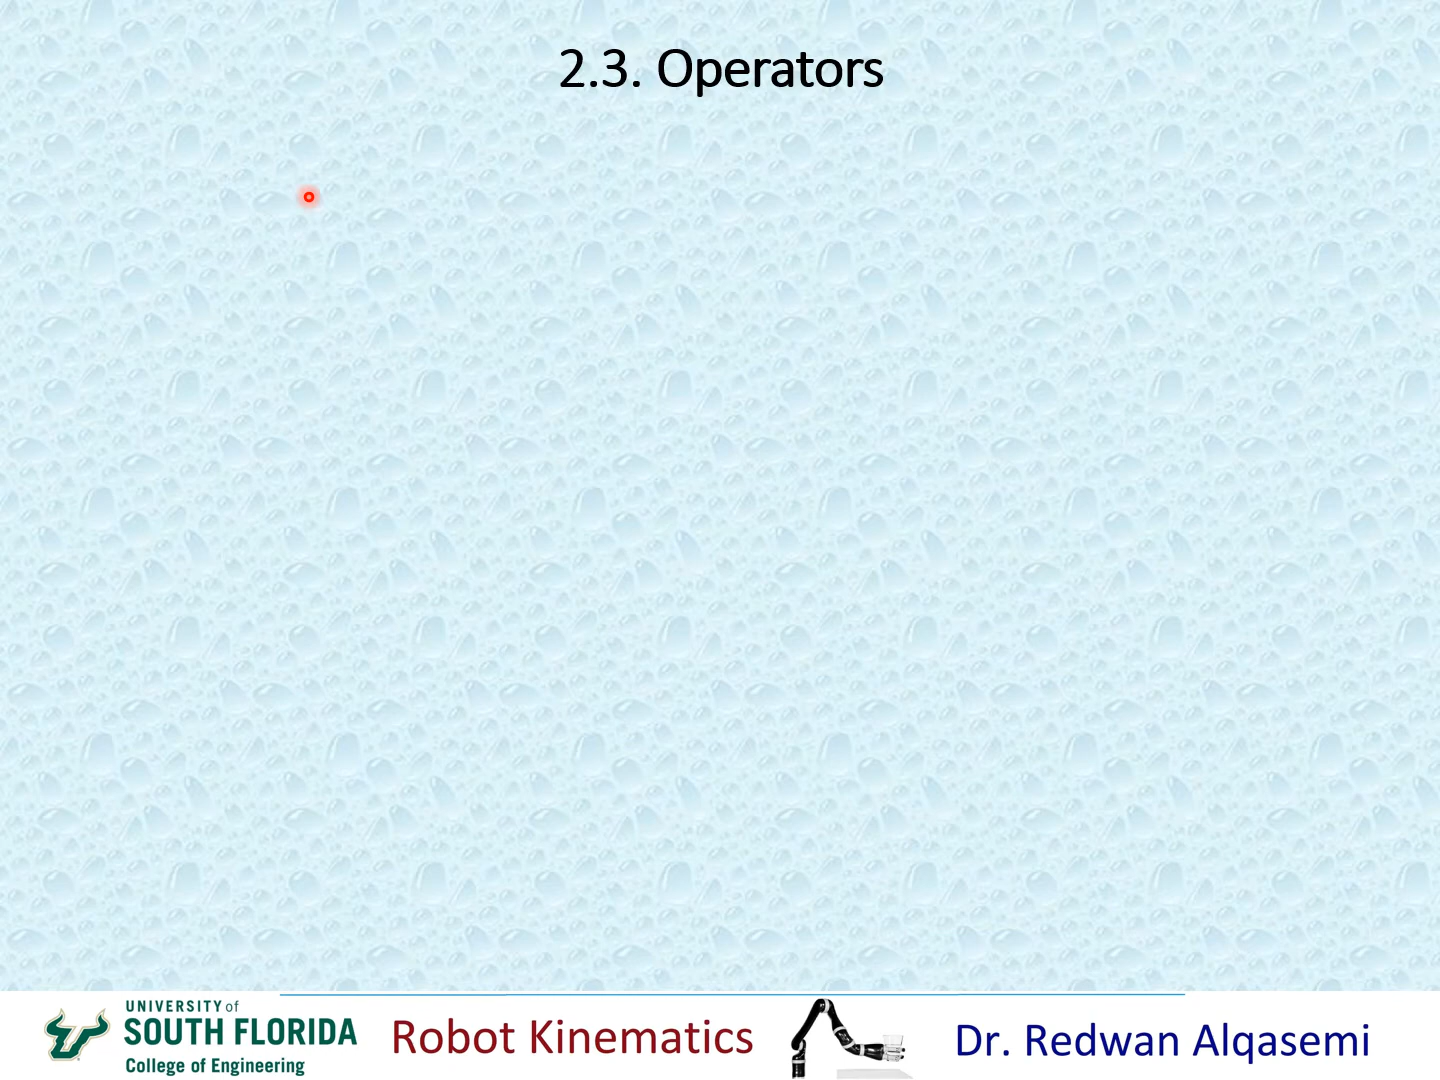 2.3. Operators
UNIVERSITY of
SOUTH FLORIDA
College of Engineering
Robot Kinematics
Dr. Redwan Alqasemi